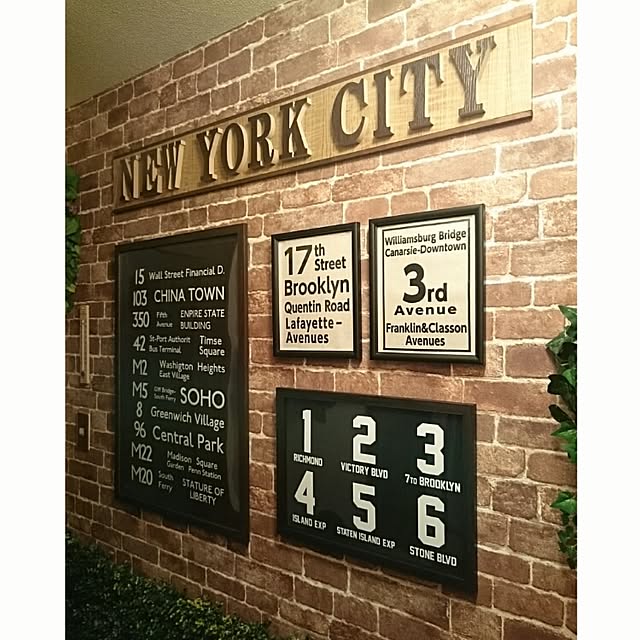 NEW YORK CITY
15 Wall Street Financial D.
103 CHINA TOWN
350 Fifth Avenue ENPIRE STATE BUILDING
42 St-Port Authorit Bus Terminal Timse Square
M2 Washigton Heights East Village
M5 South Ferry SOHO
8 Greenwich Village
96 Central Park
M22 Madison Square Garden Penn Station
M20 South Ferry STATURE OF LIBERTY
17th Street
Brooklyn
Quentin Road
Lafayette-
Avenues
Williamsburg Bridge
Canarsie-Downtown
3rd
Avenue
Franklin&Classon
Avenues
1 2 3
RICHMOND VICTORY BLVD 7TO BROOKLYN
4 5 6
ISLAND EXP STATEN ISLAND EXP STONE BLVD